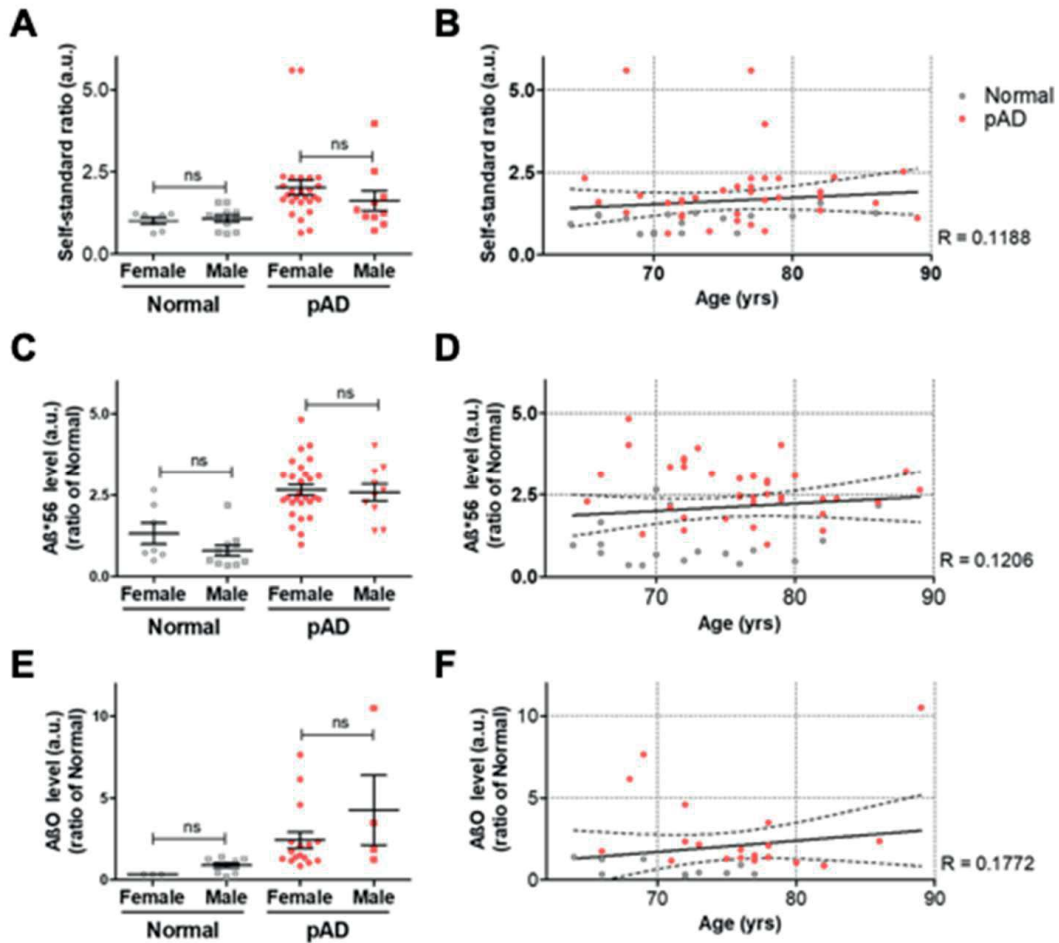 A
Self-standard ratio (a.u.)
5.0
2.5
0.0
ns
ns
Female Male Female Male
Normal pAD
B
Self-standard ratio (a.u.)
5.0
2.5
0.0
70 80 90
Age (yrs)
Normal
pAD
R = 0.1188
C
Aß*56 level (a.u.)
(ratio of Normal)
5.0
2.5
0.0
ns
ns
Female Male Female Male
Normal pAD
D
Aß*56 level (a.u.)
(ratio of Normal)
5.0
2.5
0.0
70 80 90
Age (yrs)
R = 0.1206
E
AßO level (a.u.)
(ratio of Normal)
10
5
0
ns
ns
Female Male Female Male
Normal pAD
F
AßO level (a.u.)
(ratio of Normal)
10
5
0
70 80 90
Age (yrs)
R = 0.1772